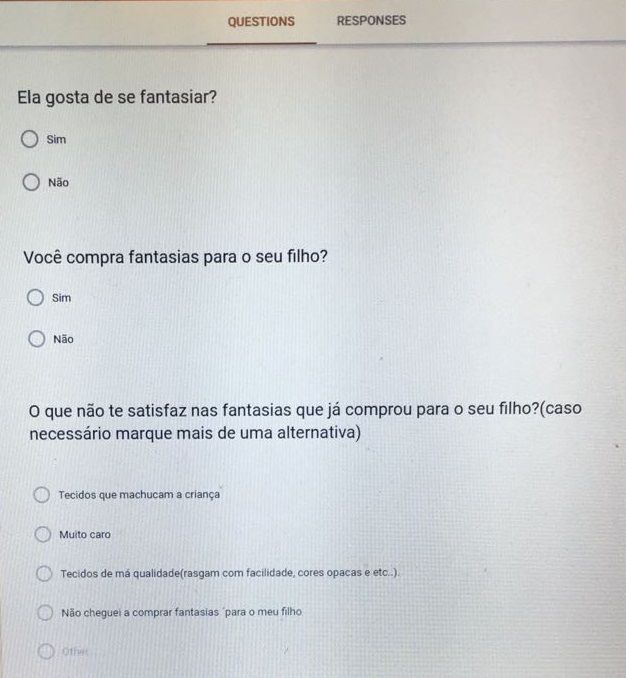 QUESTIONS RESPONSES
Ela gosta de se fantasiar?
Sim
Não
Você compra fantasias para o seu filho?
Sim
Não
O que não te satisfaz nas fantasias que já comprou para o seu filho?(caso
necessário marque mais de uma alternativa)
Tecidos que machucam a criança
Muito caro
Tecidos de má qualidade(rasgam com facilidade, cores opacas e etc..).
Não cheguei a comprar fantasias ´para o meu filho
Other